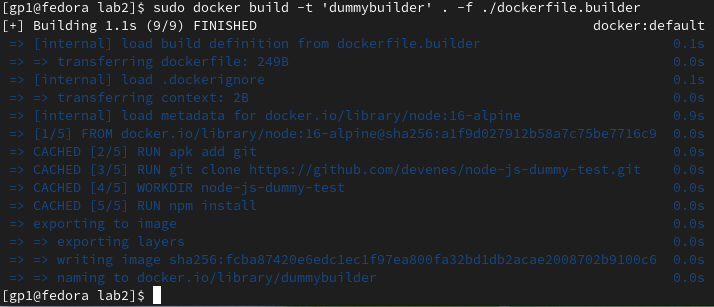 [gp1@fedora lab2]$ sudo docker build -t 'dummybuilder' . -f ./dockerfile.builder
[+] Building 1.1s (9/9) FINISHED docker:default
=> [internal] load build definition from dockerfile.builder 0.1s
=> => transferring dockerfile: 249B 0.0s
=> [internal] load .dockerignore 0.1s
=> => transferring context: 2B 0.0s
=> [internal] load metadata for docker.io/library/node:16-alpine 0.9s
=> [1/5] FROM docker.io/library/node:16-alpine@sha256:a1f9d027912b58a7c75be7716c9 0.0s
=> CACHED [2/5] RUN apk add git 0.0s
=> CACHED [3/5] RUN git clone https://github.com/devenes/node-js-dummy-test.git 0.0s
=> CACHED [4/5] WORKDIR node-js-dummy-test 0.0s
=> CACHED [5/5] RUN npm install 0.0s
=> exporting to image 0.0s
=> => exporting layers 0.0s
=> => writing image sha256:fcba87420e6edc1ec1f97ea800fa32bd1db2acae2008702b9100c6 0.0s
=> => naming to docker.io/library/dummybuilder 0.0s
[gp1@fedora lab2]$